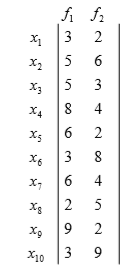 f₁ f₂
x₁ 3 2
x₂ 5 6
x₃ 5 3
x₄ 8 4
x₅ 6 2
x₆ 3 8
x₇ 6 4
x₈ 2 5
x₉ 9 2
x₁₀ 3 9